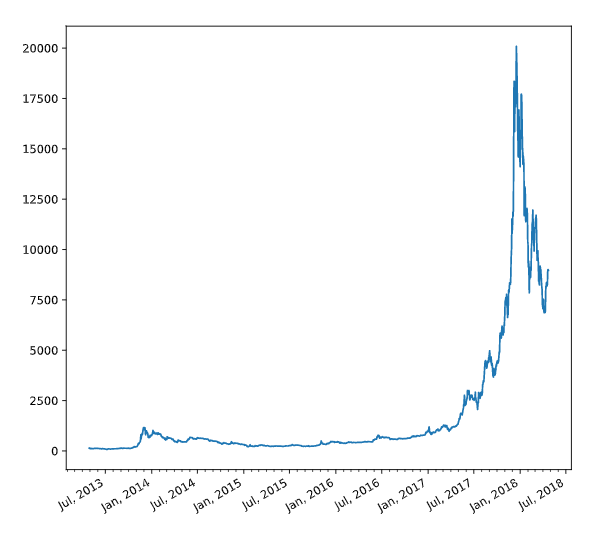 20000
17500
15000
12500
10000
7500
5000
2500
0
Jul, 2013
Jan, 2014
Jul, 2014
Jan, 2015
Jul, 2015
Jan, 2016
Jul, 2016
Jan, 2017
Jul, 2017
Jan, 2018
Jul, 2018